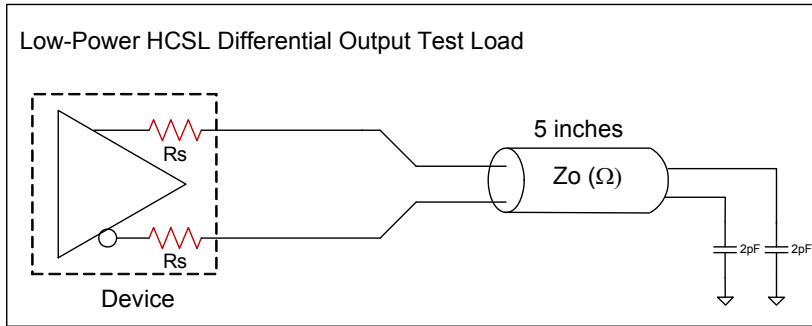 Low-Power HCSL Differential Output Test Load
5 inches
Rs
Zo (Ω)
Rs
2pF 2pF
Device